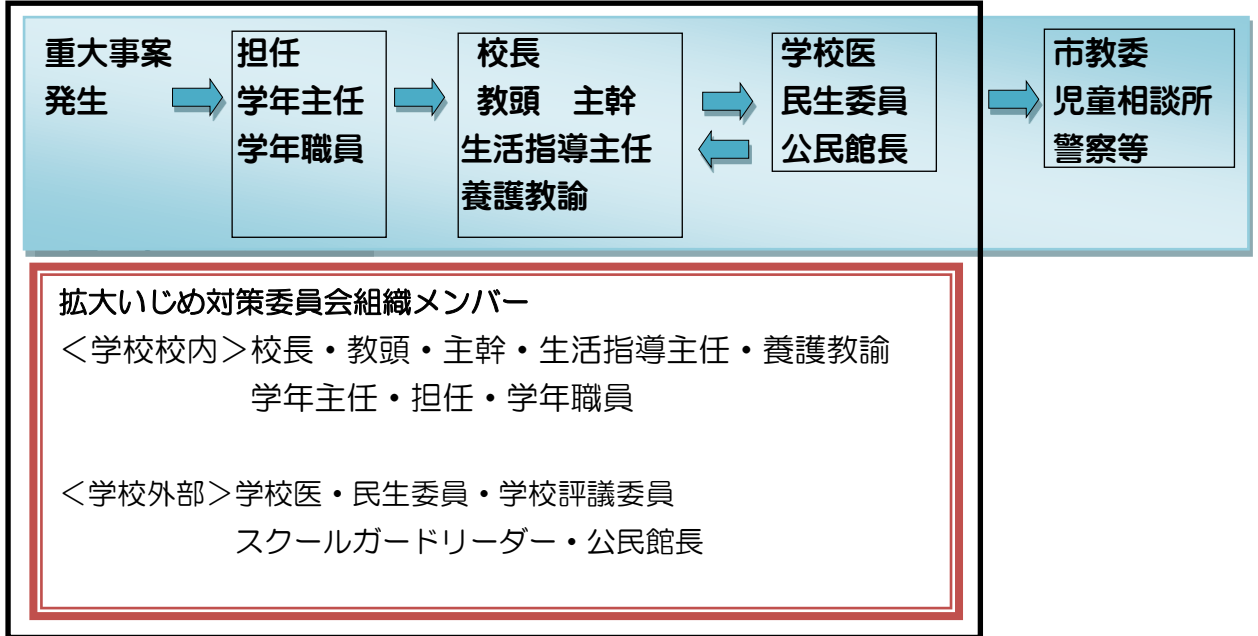 重大事案
発生
担任
学年主任
学年職員
校長
教頭　主幹
生活指導主任
養護教諭
学校医
民生委員
公民館長
市教委
児童相談所
警察等
拡大いじめ対策委員会組織メンバー
＜学校校内＞校長・教頭・主幹・生活指導主任・養護教諭
学年主任・担任・学年職員
＜学校外部＞学校医・民生委員・学校評議委員
スクールガードリーダー・公民館長